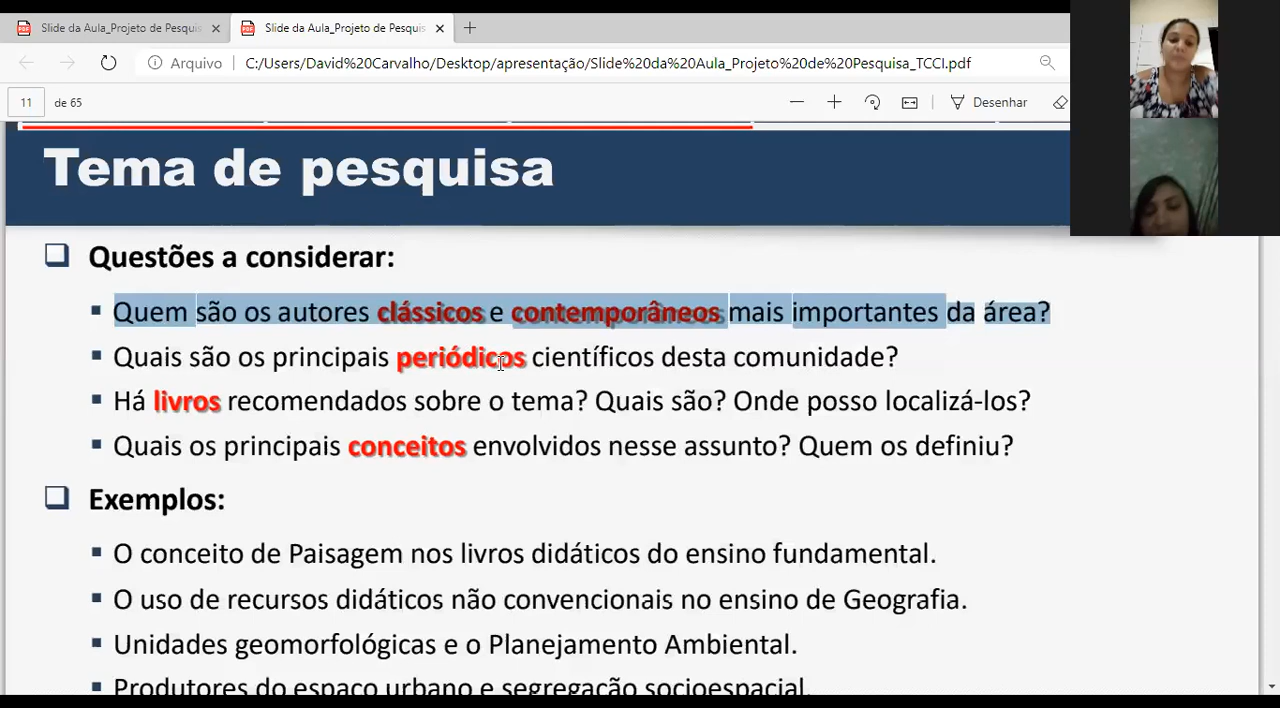 Slide da Aula_Projeto de Pesquis
Slide da Aula_Projeto de Pesquis
Arquivo
C:/Users/David%20Carvalho/Desktop/apresentação/Slide%20da%20Aula_Projeto%20de%20Pesquisa_TCCI.pdf
11 de 65
Desenhar
Tema de pesquisa
Questões a considerar:
Quem são os autores clássicos e contemporâneos mais importantes da área?
Quais são os principais periódicos científicos desta comunidade?
Há livros recomendados sobre o tema? Quais são? Onde posso localizá-los?
Quais os principais conceitos envolvidos nesse assunto? Quem os definiu?
Exemplos:
O conceito de Paisagem nos livros didáticos do ensino fundamental.
O uso de recursos didáticos não convencionais no ensino de Geografia.
Unidades geomorfológicas e o Planejamento Ambiental.
Produtores do espaço urbano e segregação socioespacial.